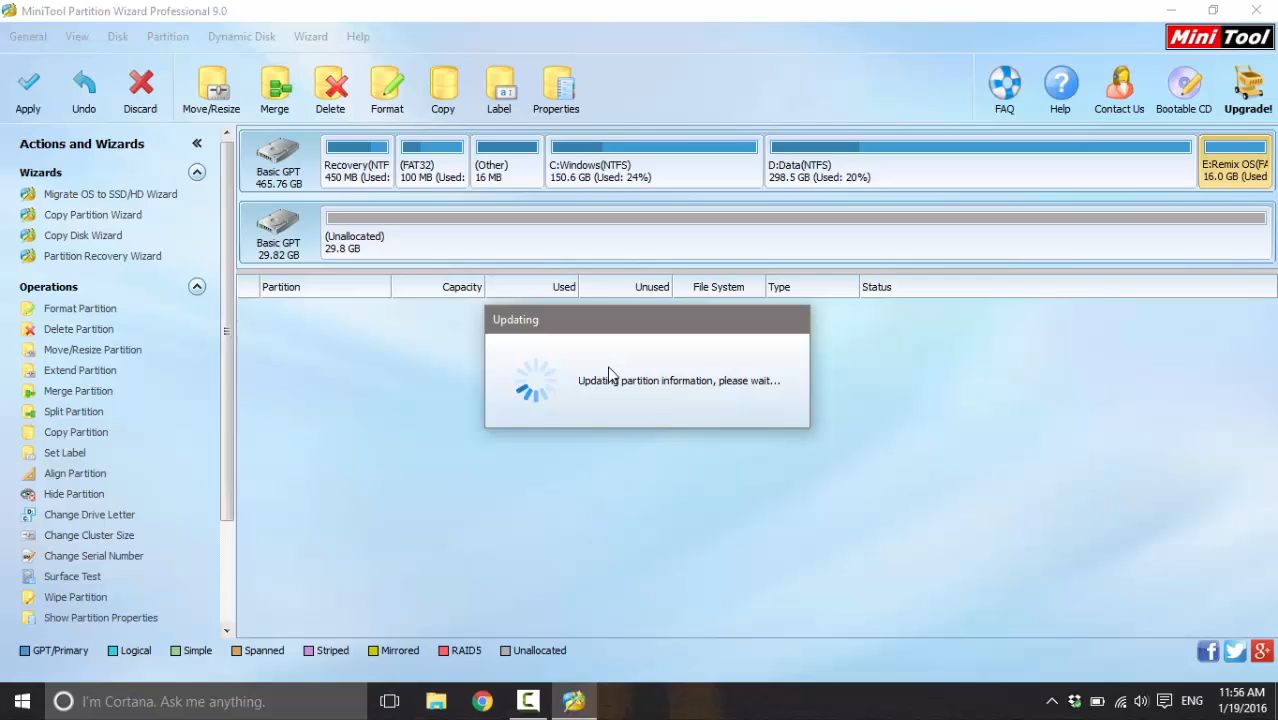 MiniTool Partition Wizard Professional 9.0
General View Disk Partition Dynamic Disk Wizard Help
Mini Tool
Apply Undo Discard Move/Resize Merge Delete Format Copy Label Properties FAQ Help Contact Us Bootable CD Upgrade!
Actions and Wizards
Wizards
Migrate OS to SSD/HD Wizard
Copy Partition Wizard
Copy Disk Wizard
Partition Recovery Wizard
Operations
Format Partition
Delete Partition
Move/Resize Partition
Extend Partition
Merge Partition
Split Partition
Copy Partition
Set Label
Align Partition
Hide Partition
Change Drive Letter
Change Cluster Size
Change Serial Number
Surface Test
Wipe Partition
Show Partition Properties
Basic GPT
465.76 GB
Recovery(NTF
450 MB (Used:
(FAT32)
100 MB (Used:
(Other)
16 MB
C:Windows(NTFS)
150.6 GB (Used: 24%)
D:Data(NTFS)
298.5 GB (Used: 20%)
E:Remix OS(FA
16.0 GB (Used
Basic GPT
29.82 GB
(Unallocated)
29.8 GB
Partition Capacity Used Unused File System Type Status
Updating
Updating partition information, please wait...
GPT/Primary Logical Simple Spanned Striped Mirrored RAID5 Unallocated
I'm Cortana. Ask me anything.
ENG
11:56 AM
1/19/2016